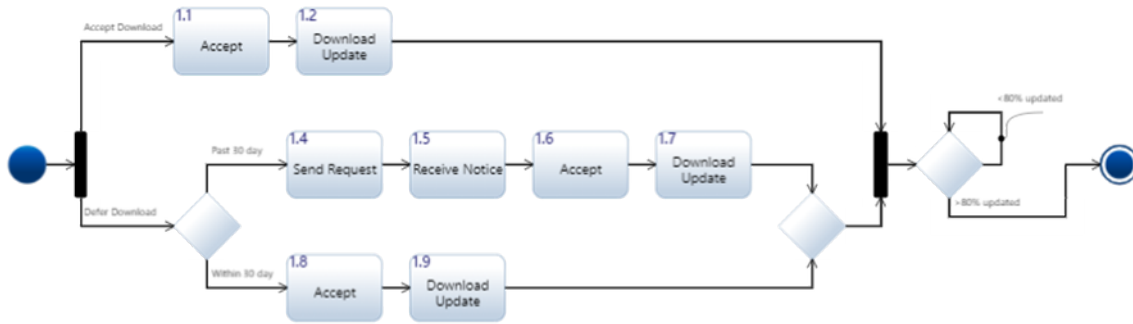 Accept Download
1.1
Accept
1.2
Download
Update
<80% updated
Past 30 day
1.4
Send Request
1.5
Receive Notice
1.6
Accept
1.7
Download
Update
Defer Download
>80% updated
Within 30 day
1.8
Accept
1.9
Download
Update